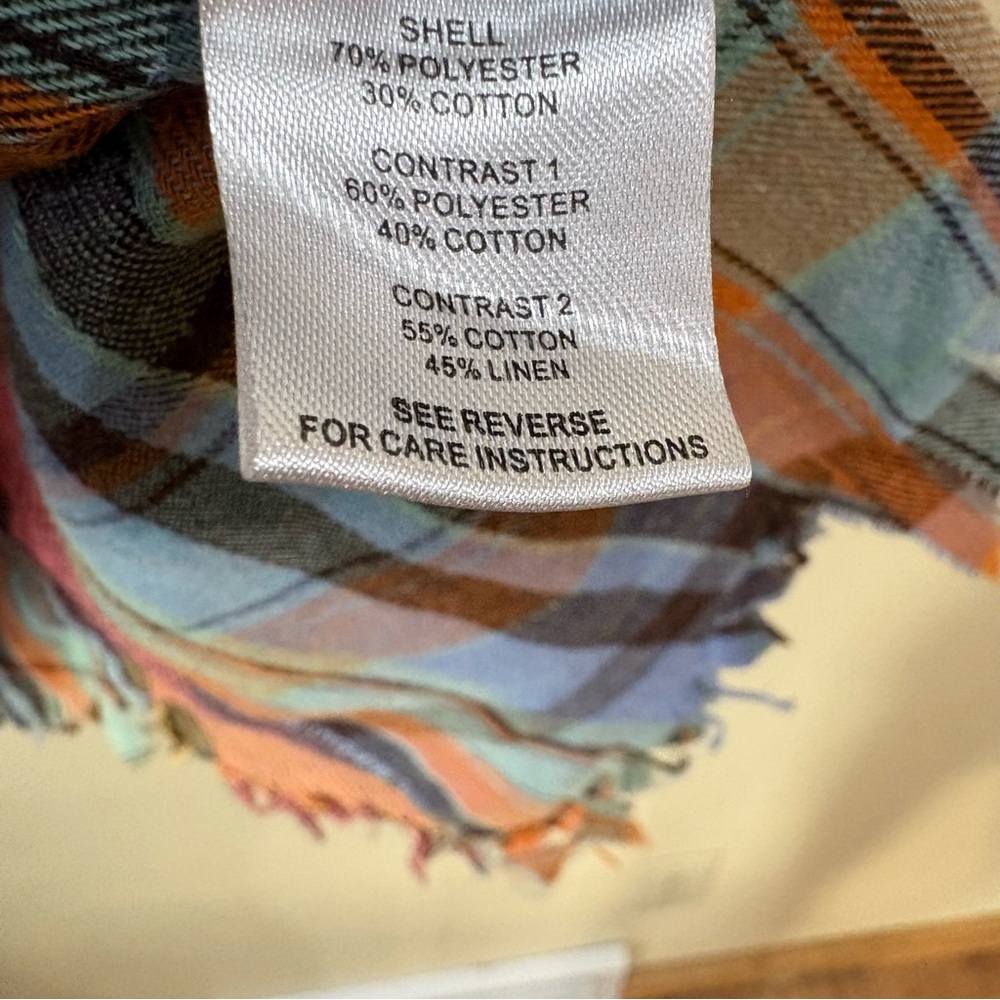 SHELL
70% POLYESTER
30% COTTON
CONTRAST 1
60% POLYESTER
40% COTTON
CONTRAST 2
55% COTTON
45% LINEN
SEE REVERSE
FOR CARE INSTRUCTIONS